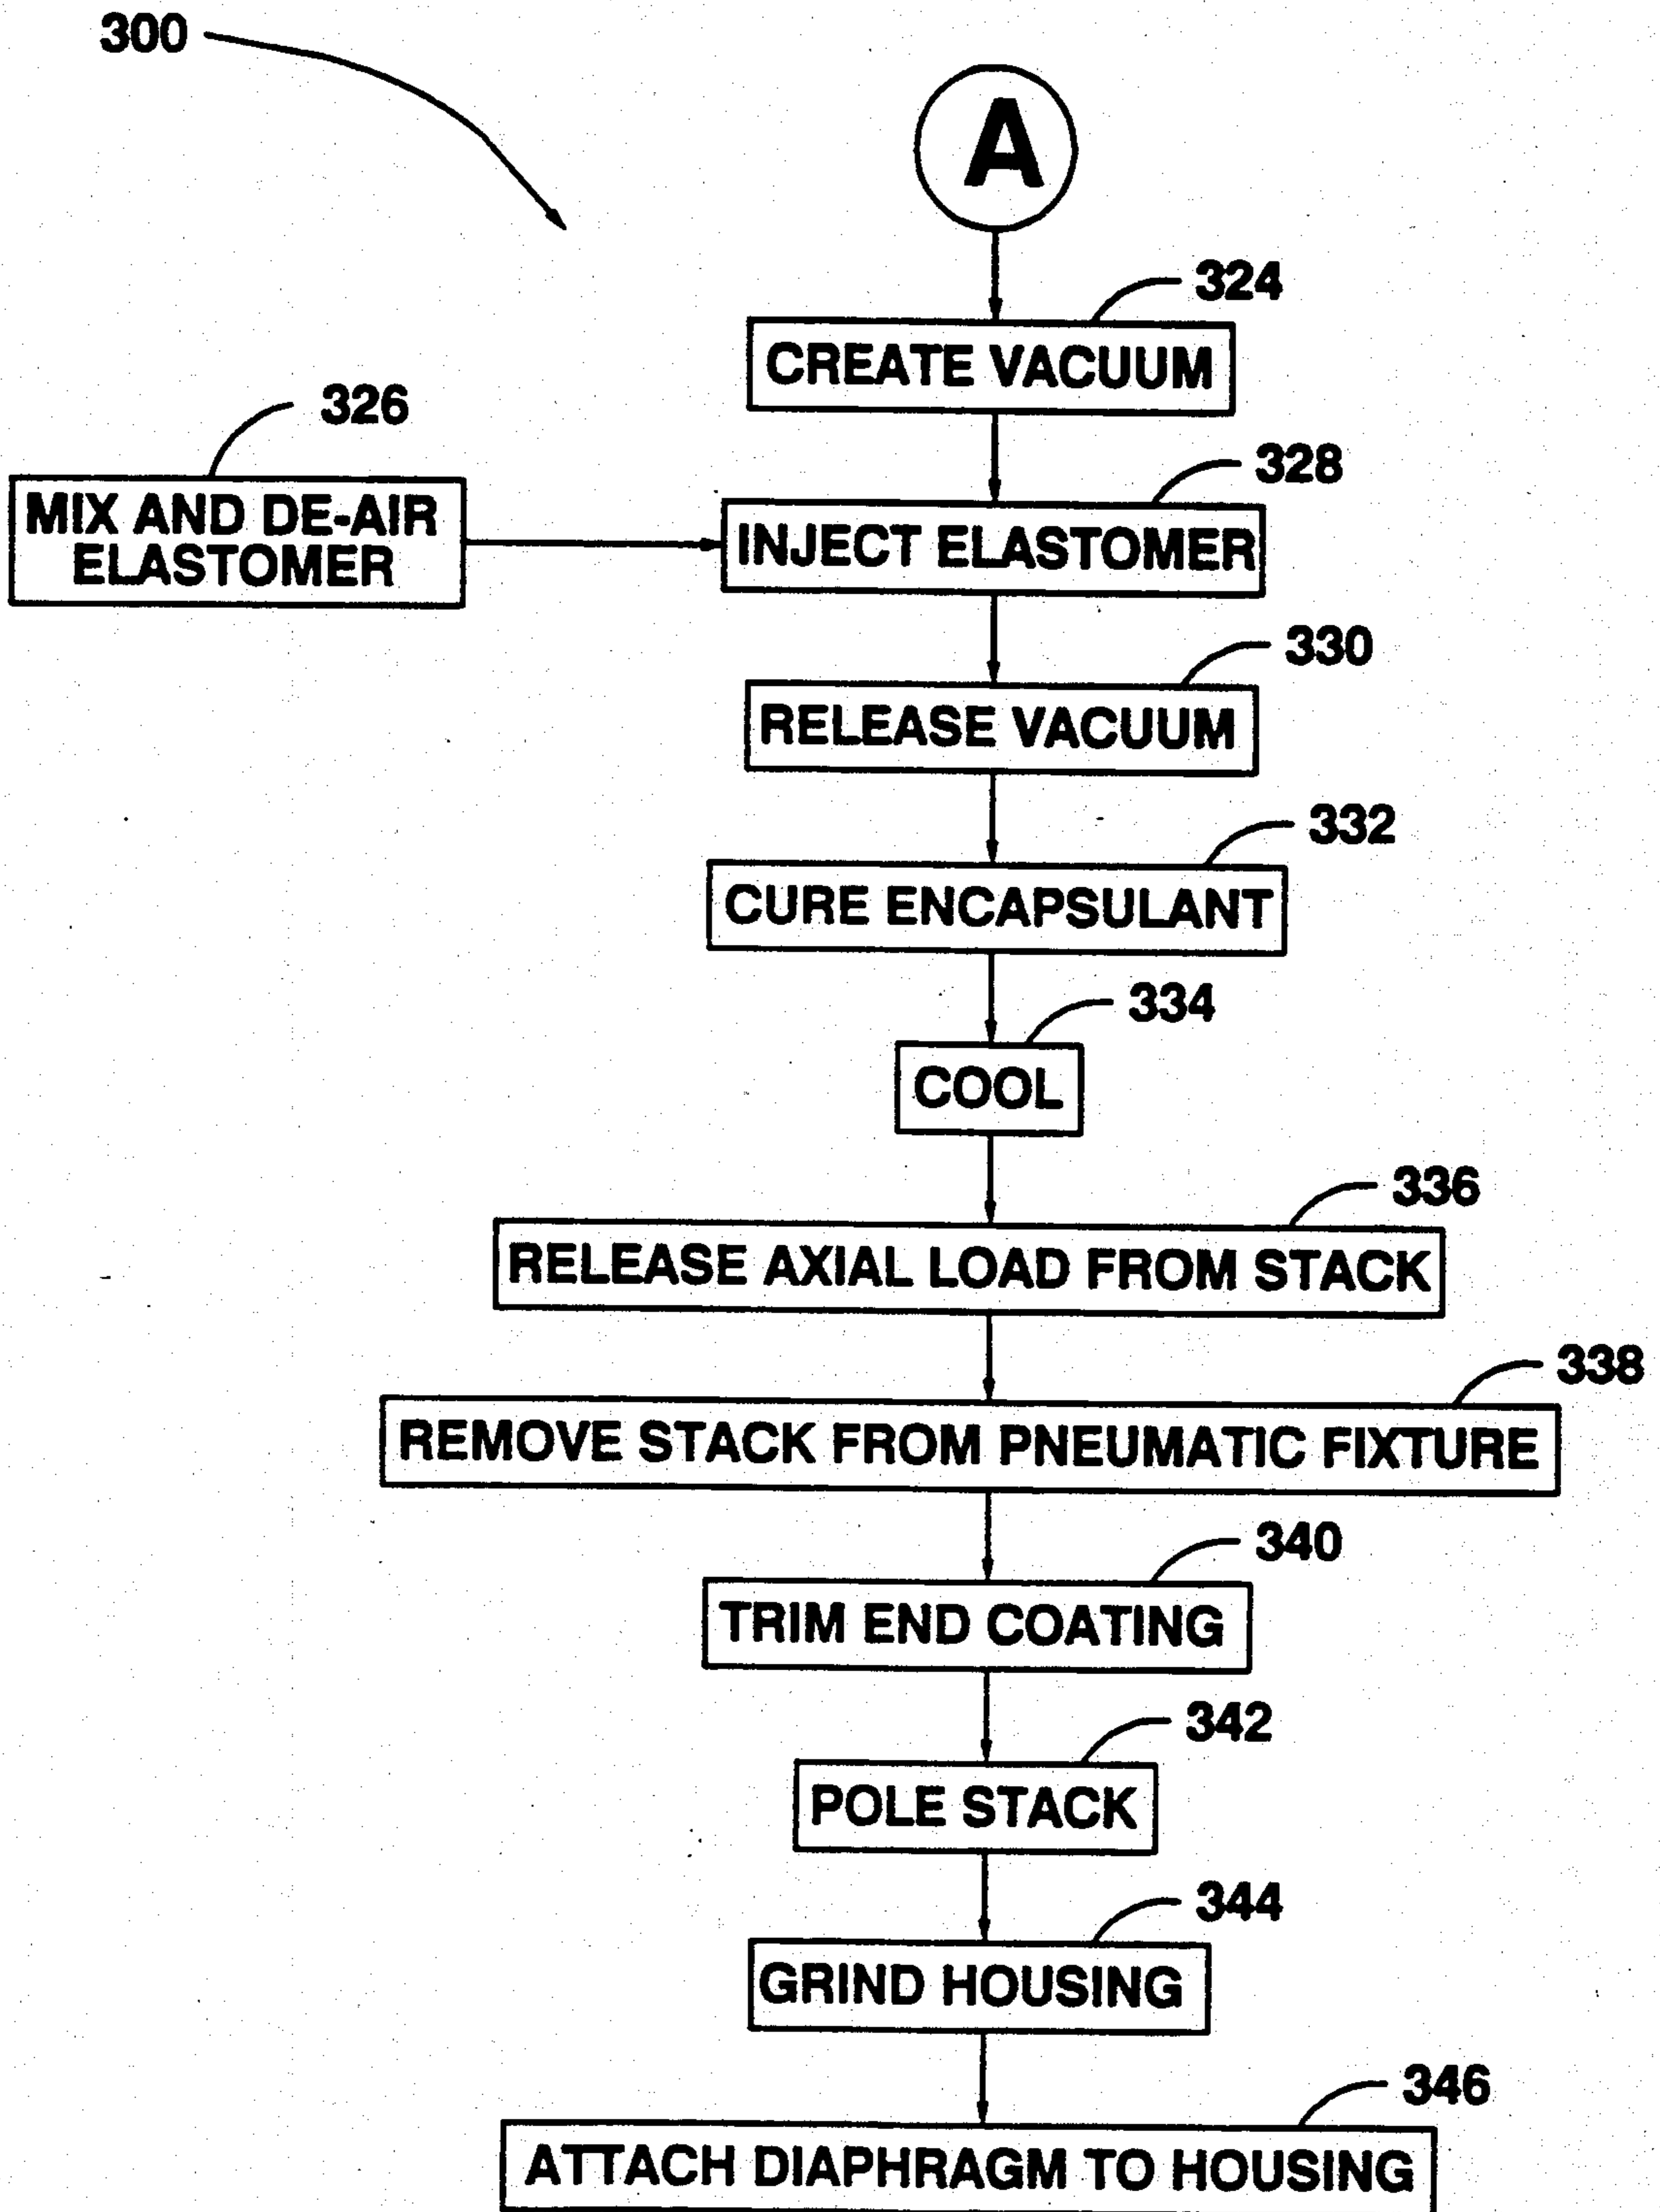 300
A
324
CREATE VACUUM
326
MIX AND DE-AIR
ELASTOMER
328
INJECT ELASTOMER
330
RELEASE VACUUM
332
CURE ENCAPSULANT
334
COOL
336
RELEASE AXIAL LOAD FROM STACK
338
REMOVE STACK FROM PNEUMATIC FIXTURE
340
TRIM END COATING
342
POLE STACK
344
GRIND HOUSING
346
ATTACH DIAPHRAGM TO HOUSING